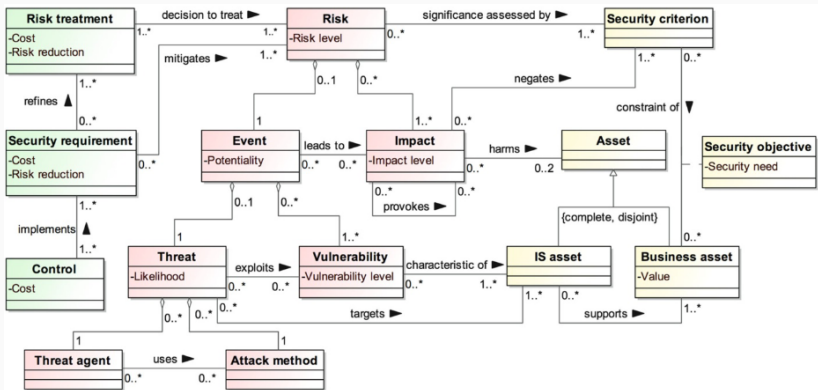 Risk treatment
-Cost
-Risk reduction
decision to treat
1..*
1..*
Risk
-Risk level
significance assessed by
0..*
1..*
Security criterion
mitigates
1..*
0..1
0..*
1..*
0..*
1..*
refines
0..*
negates
constraint of
1
1..*
0..*
Security requirement
-Cost
-Risk reduction
0..*
Event
-Potentiality
leads to
0..*
0..*
Impact
-Impact level
harms
0..*
0..2
Asset
Security objective
-Security need
0..*
0..*
provokes
0..1
0..*
1..*
implements
1..*
{complete, disjoint}
1
1..*
0..*
Control
-Cost
Threat
-Likelihood
exploits
0..*
0..*
Vulnerability
-Vulnerability level
characteristic of
0..*
1..*
IS asset
Business asset
-Value
0..*
0..*
0..*
targets
1..*
0..*
supports
1..*
1
1
Threat agent
uses
0..*
0..*
Attack method